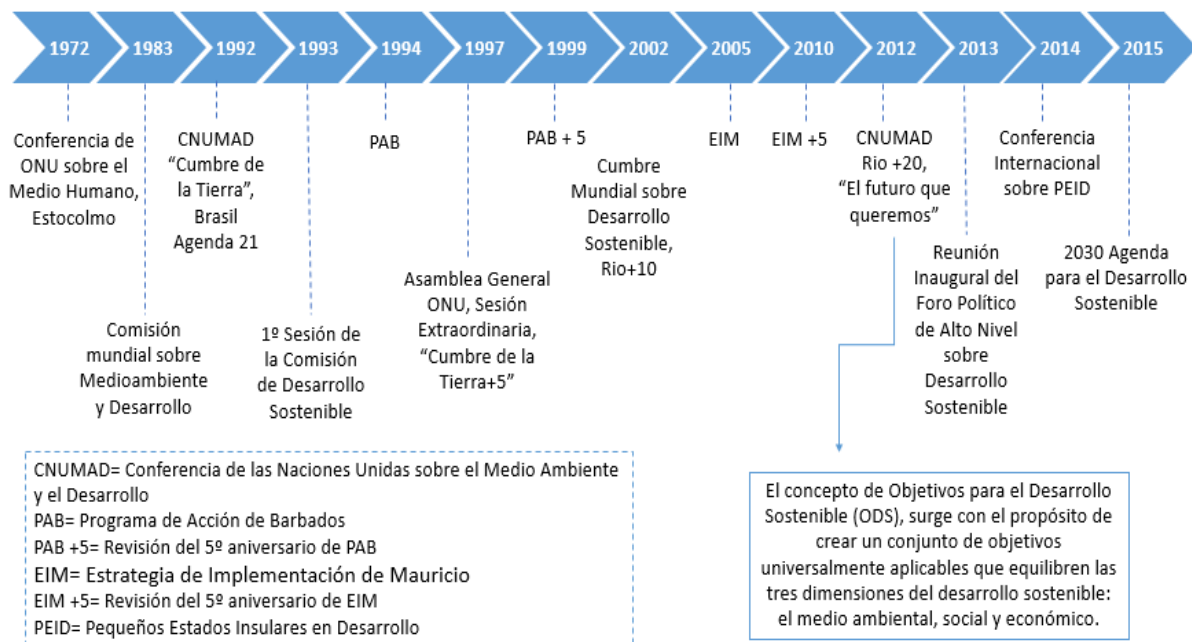 1972
1983
1992
1993
1994
1997
1999
2002
2005
2010
2012
2013
2014
2015
Conferencia de
ONU sobre el
Medio Humano,
Estocolmo
Comisión
mundial sobre
Medioambiente
y Desarrollo
CNUMAD
“Cumbre de
la Tierra”,
Brasil
Agenda 21
1º Sesión de
la Comisión
de Desarrollo
Sostenible
PAB
Asamblea General
ONU, Sesión
Extraordinaria,
“Cumbre de la
Tierra+5”
PAB + 5
Cumbre
Mundial sobre
Desarrollo
Sostenible,
Rio+10
EIM
EIM +5
CNUMAD
Rio +20,
“El futuro que
queremos”
Reunión
Inaugural del
Foro Político
de Alto Nivel
sobre
Desarrollo
Sostenible
Conferencia
Internacional
sobre PEID
2030 Agenda
para el Desarrollo
Sostenible
CNUMAD= Conferencia de las Naciones Unidas sobre el Medio Ambiente
y el Desarrollo
PAB= Programa de Acción de Barbados
PAB +5= Revisión del 5º aniversario de PAB
EIM= Estrategia de Implementación de Mauricio
EIM +5= Revisión del 5º aniversario de EIM
PEID= Pequeños Estados Insulares en Desarrollo
El concepto de Objetivos para el Desarrollo
Sostenible (ODS), surge con el propósito de
crear un conjunto de objetivos
universalmente aplicables que equilibren las
tres dimensiones del desarrollo sostenible:
el medio ambiental, social y económico.